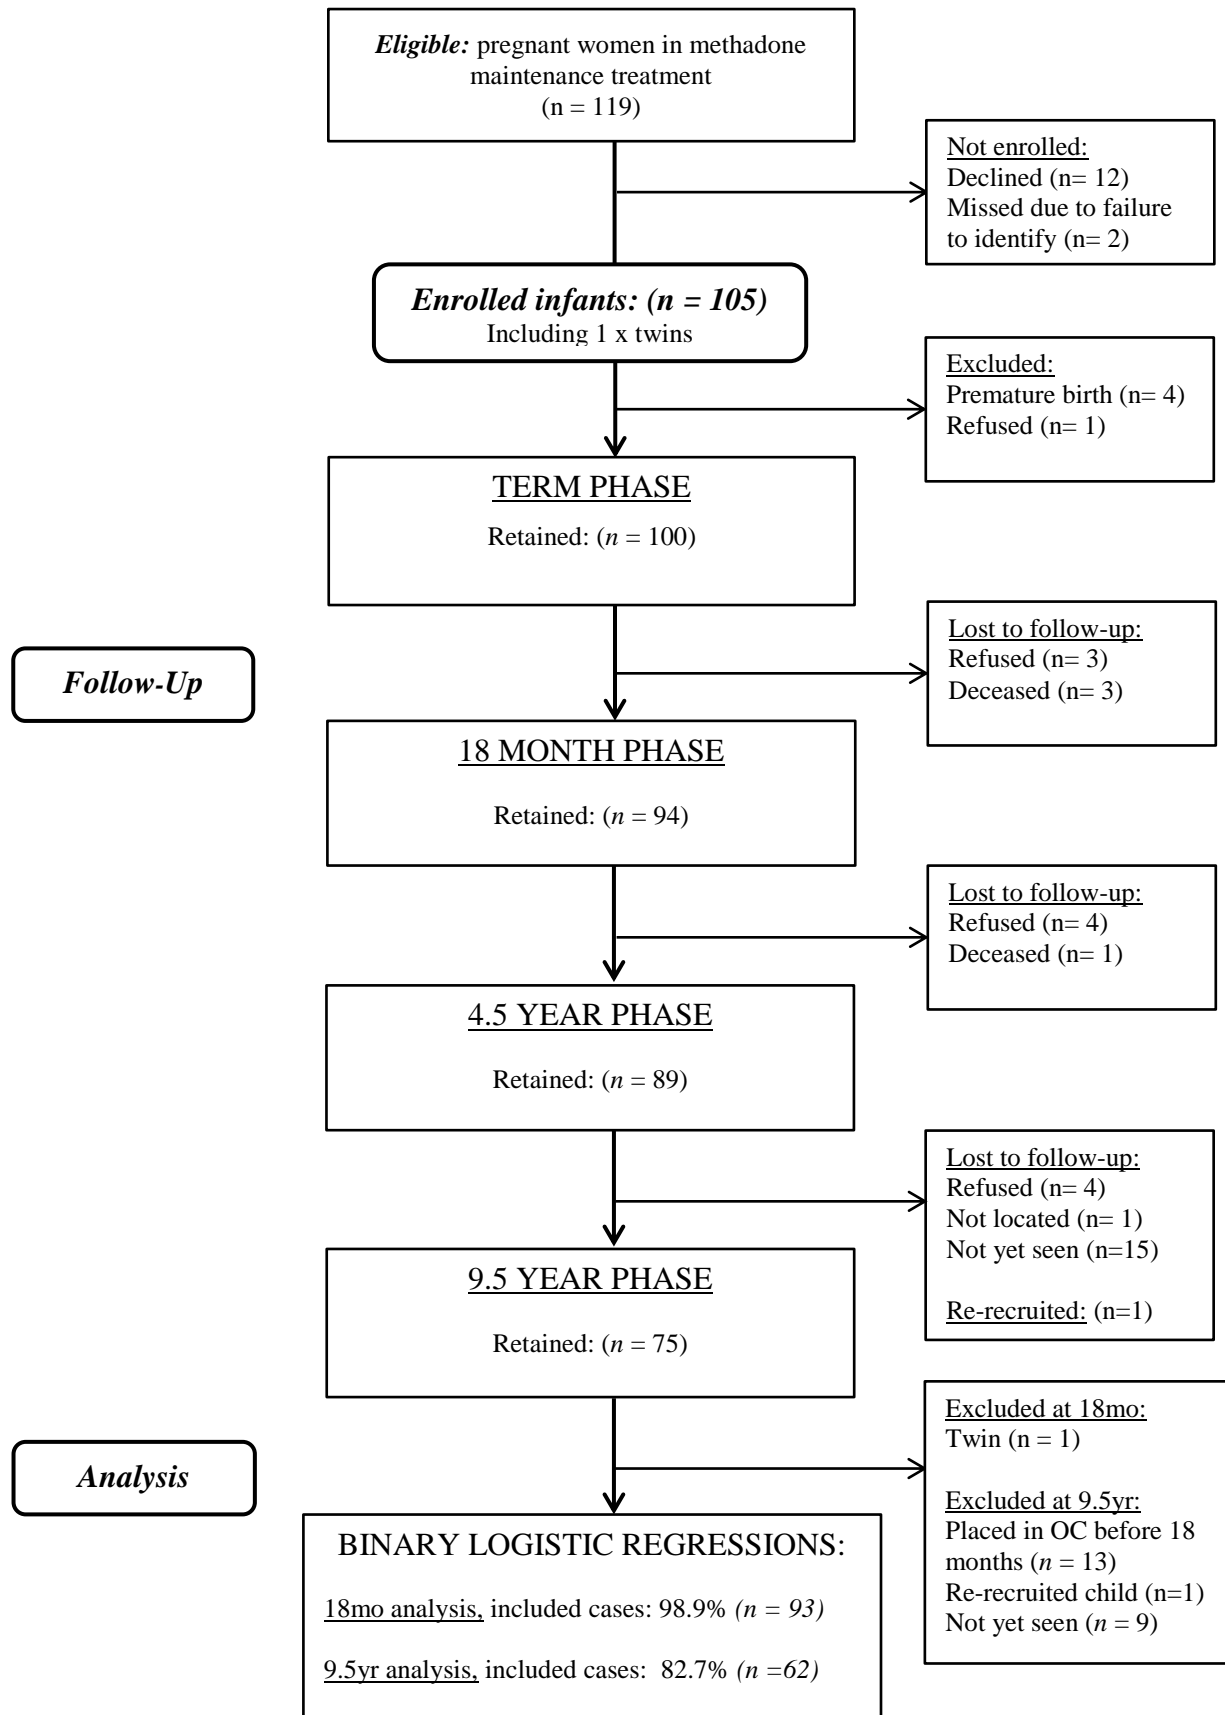 Eligible: pregnant women in methadone
maintenance treatment
(n = 119)
Not enrolled:
Declined (n= 12)
Missed due to failure
to identify (n= 2)
Enrolled infants: (n = 105)
Including 1 x twins
Excluded:
Premature birth (n= 4)
Refused (n= 1)
TERM PHASE
Retained: (n = 100)
Lost to follow-up:
Refused (n= 3)
Deceased (n= 3)
Follow-Up
18 MONTH PHASE
Retained: (n = 94)
Lost to follow-up:
Refused (n= 4)
Deceased (n= 1)
4.5 YEAR PHASE
Retained: (n = 89)
Lost to follow-up:
Refused (n= 4)
Not located (n= 1)
Not yet seen (n=15)
Re-recruited: (n=1)
9.5 YEAR PHASE
Retained: (n = 75)
Excluded at 18mo:
Twin (n = 1)
Excluded at 9.5yr:
Placed in OC before 18
months (n = 13)
Re-recruited child (n=1)
Not yet seen (n = 9)
Analysis
BINARY LOGISTIC REGRESSIONS:
18mo analysis, included cases: 98.9% (n = 93)
9.5yr analysis, included cases: 82.7% (n =62)